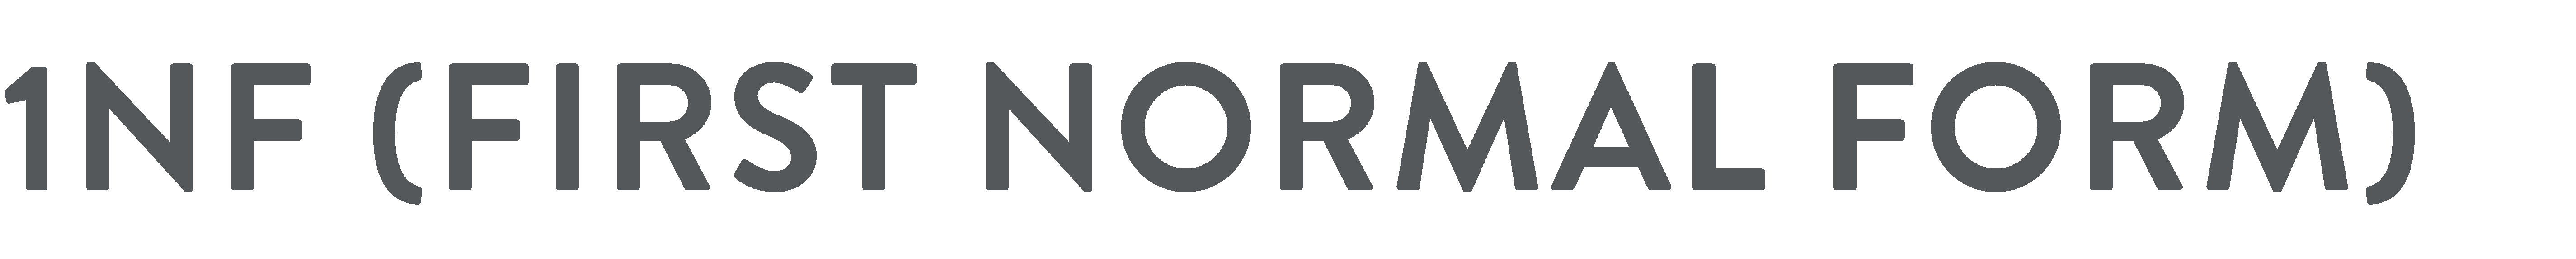 1NF (FIRST NORMAL FORM)